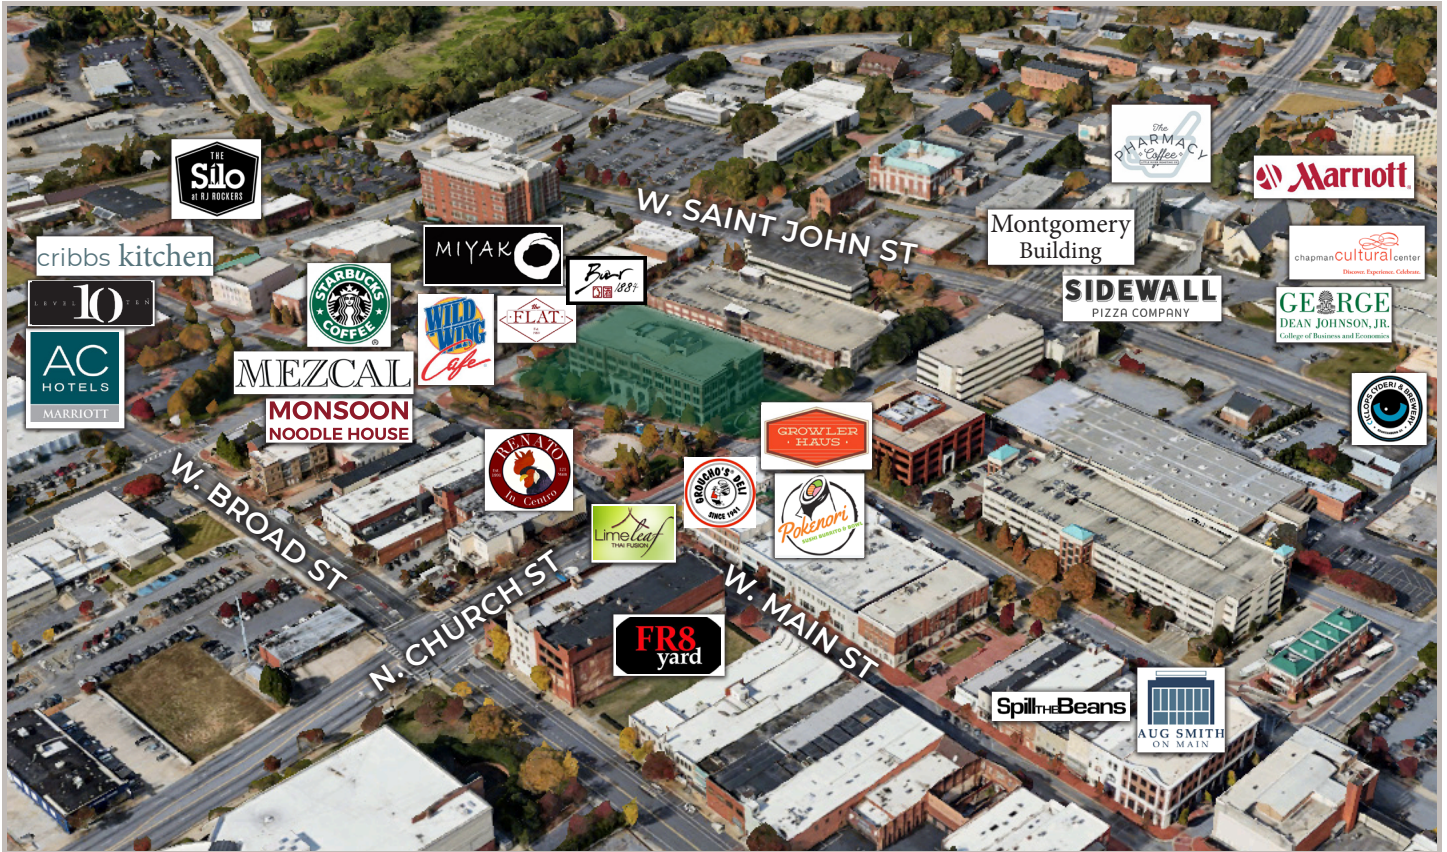 THE
Silo
at RJ ROCKERS
cribbs kitchen
LEVEL 10 TEN
AC
HOTELS
MARRIOTT
STARBUCKS
COFFEE
MIYAKO
Bar
1884
WILD
WING
Cafe
the
FLAT
MEZCAL
MONSOON
NOODLE HOUSE
W. SAINT JOHN ST
The
PHARMACY
Coffee
Marriott
Montgomery
Building
SIDEWALL
PIZZA COMPANY
chapmanculturalcenter
Discover. Experience. Celebrate.
GEORGE
DEAN JOHNSON, JR.
College of Business and Economics
CYCLOPS CYDERI & BREWERY
GROWLER
HAUS
RENATO
In Centro
GROUCHO'S DELI
SINCE 1941
Pokenori
SUSHI BURRITO & BOWL
Limeleaf
THAI FUSION
W. BROAD ST
N. CHURCH ST
W. MAIN ST
FR8
yard
SpillTHEBeans
AUG SMITH
ON MAIN